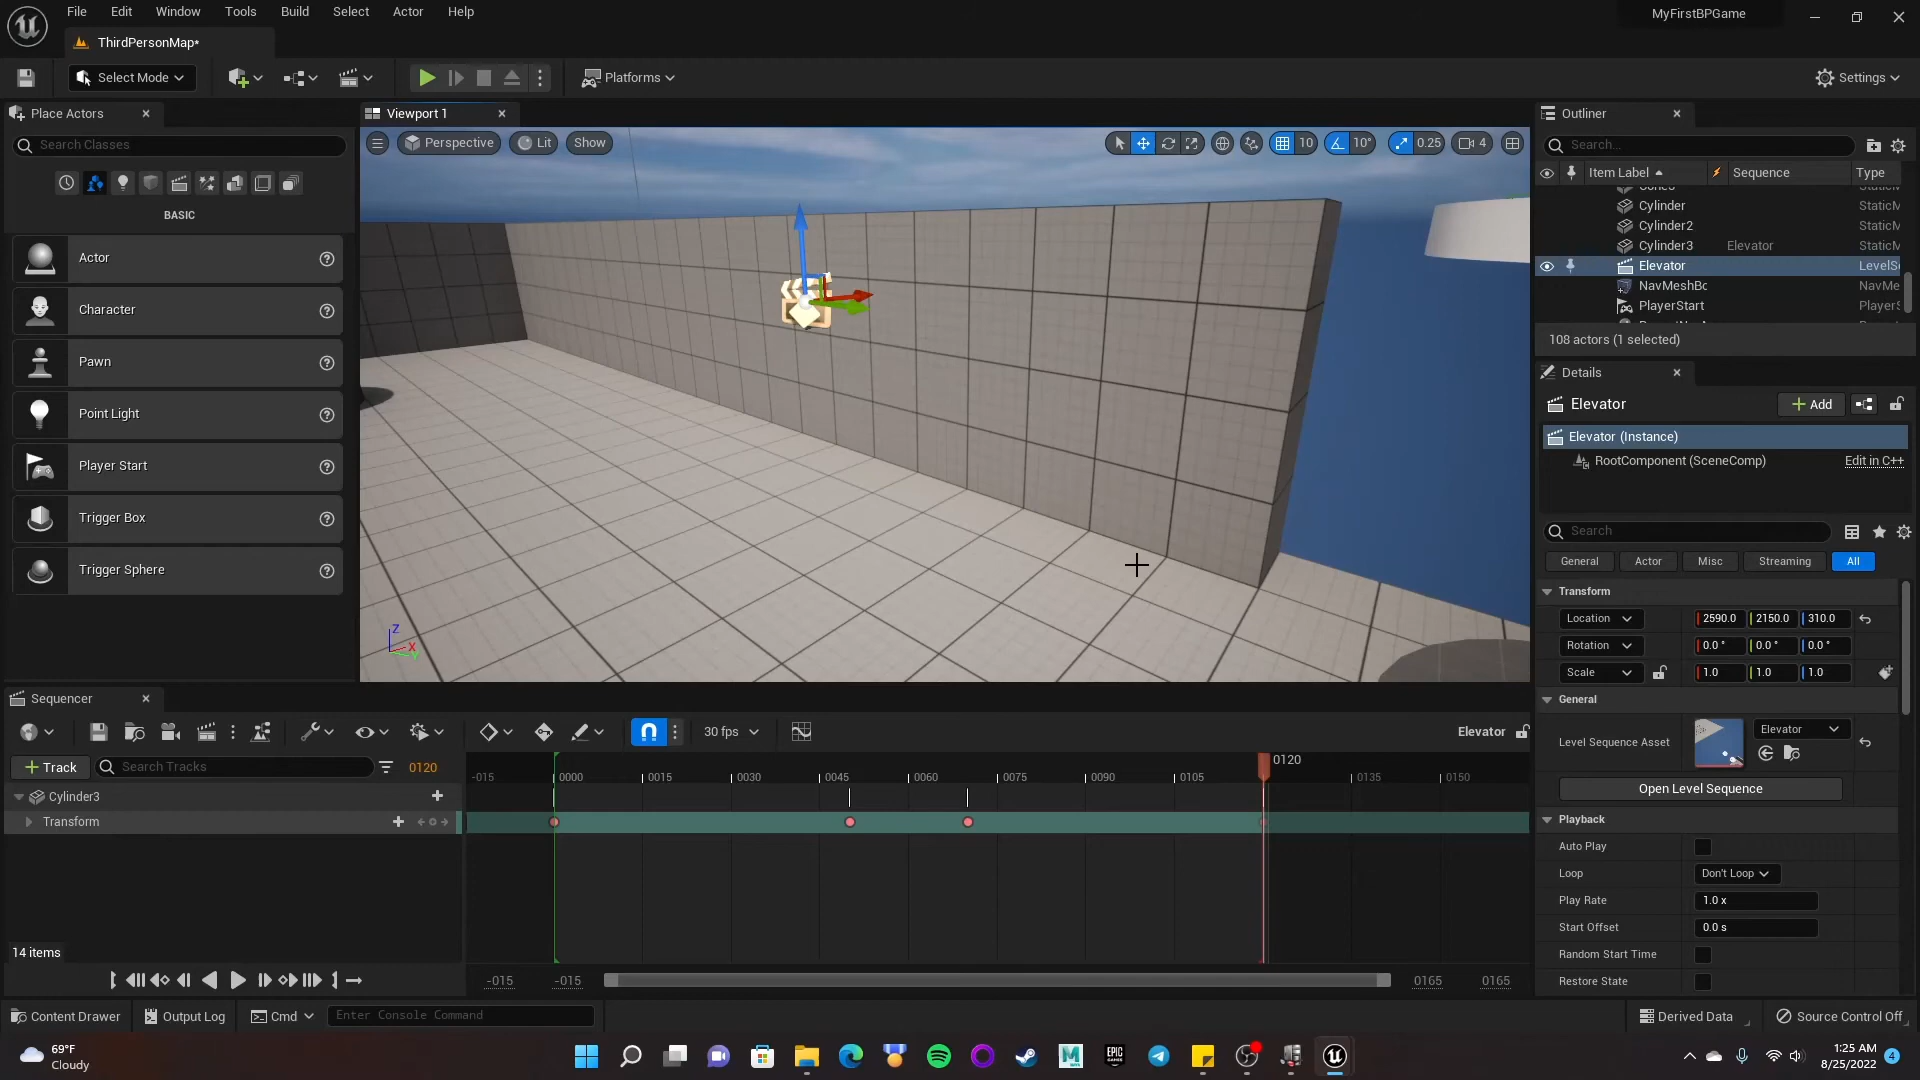 File Edit Window Tools Build Select Actor Help
MyFirstBPGame
ThirdPersonMap*
Select Mode
Platforms
Settings
Place Actors
Search Classes
BASIC
Actor
Character
Pawn
Point Light
Player Start
Trigger Box
Trigger Sphere
Viewport 1
Perspective Lit Show
10 10° 0.25 4
Z
X
Outliner
Search...
Item Label Sequence Type
Cylinder StaticM
Cylinder2 StaticM
Cylinder3 Elevator StaticM
Elevator LevelS
NavMeshBo NavMe
PlayerStart PlayerS
108 actors (1 selected)
Details
Elevator
Add
Elevator (Instance)
RootComponent (SceneComp) Edit in C++
Search
General Actor Misc Streaming All
Transform
Location 2590.0 2150.0 310.0
Rotation 0.0 ° 0.0 ° 0.0 °
Scale 1.0 1.0 1.0
General
Level Sequence Asset Elevator
Open Level Sequence
Playback
Auto Play
Loop Don't Loop
Play Rate 1.0 x
Start Offset 0.0 s
Random Start Time
Restore State
Sequencer
30 fps
Elevator
Track Search Tracks 0120
-015 0000 0015 0030 0045 0060 0075 0090 0105 0120 0135 0150
Cylinder3
Transform
14 items
-015 -015 0165 0165
Content Drawer Output Log Cmd Enter Console Command
Derived Data Source Control Off
69°F
Cloudy
EPIC
GAMES
1:25 AM
8/25/2022
4